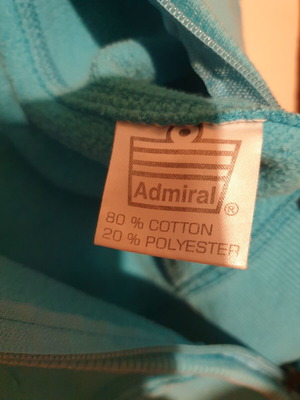 Admiral®
80 % COTTON
20 % POLYESTER